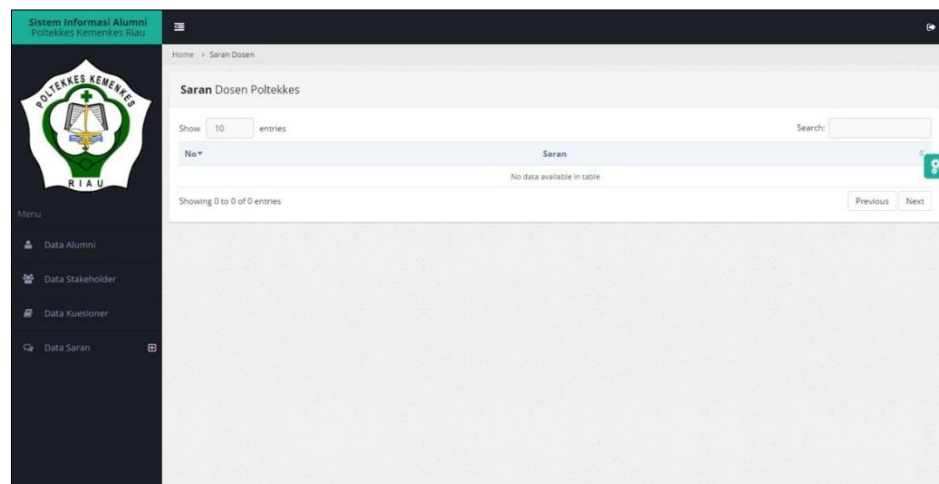 Sistem Informasi Alumni
Poltekkes Kemenkes Riau
POLTEKKES KEMENKES
RIAU
Menu
Data Alumni
Data Stakeholder
Data Kuesioner
Data Saran
Home > Saran Dosen
Saran Dosen Poltekkes
Show 10 entries
Search:
No Saran
No data available in table
Showing 0 to 0 of 0 entries
Previous Next